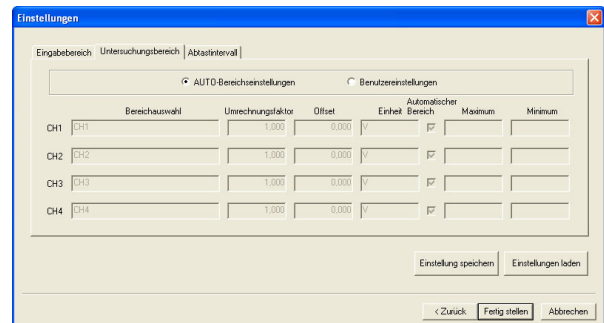 Einstellungen
Eingabebereich Untersuchungsbereich Abtastintervall
AUTO-Bereichseinstellungen Benutzereinstellungen
Bereichauswahl Umrechnungsfaktor Offset Einheit Automatischer Bereich Maximum Minimum
CH1 CH1 1,000 0,000 V
CH2 CH2 1,000 0,000 V
CH3 CH3 1,000 0,000 V
CH4 CH4 1,000 0,000 V
Einstellung speichern Einstellungen laden
< Zurück Fertig stellen Abbrechen